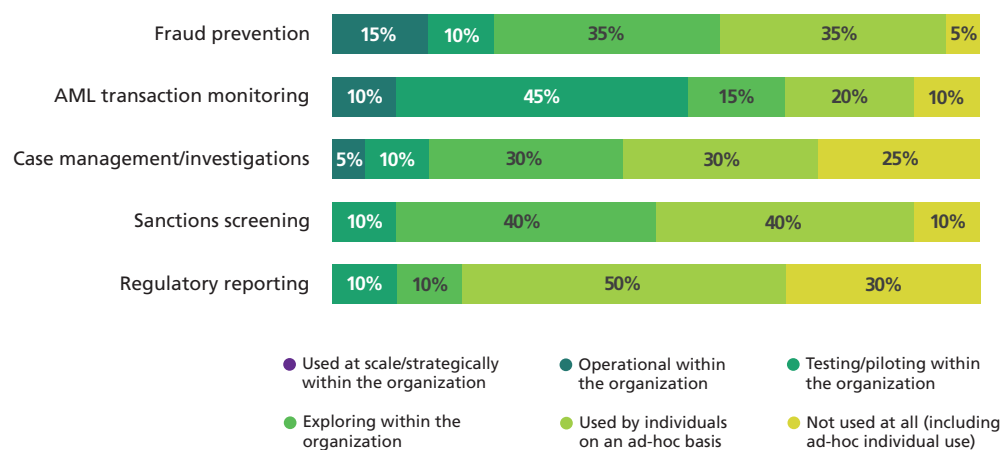 Fraud prevention 15% 10% 35% 35% 5%
AML transaction monitoring 10% 45% 15% 20% 10%
Case management/investigations 5% 10% 30% 30% 25%
Sanctions screening 10% 40% 40% 10%
Regulatory reporting 10% 10% 50% 30%
Used at scale/strategically
within the organization
Operational within
the organization
Testing/piloting within
the organization
Exploring within the
organization
Used by individuals
on an ad-hoc basis
Not used at all (including
ad-hoc individual use)